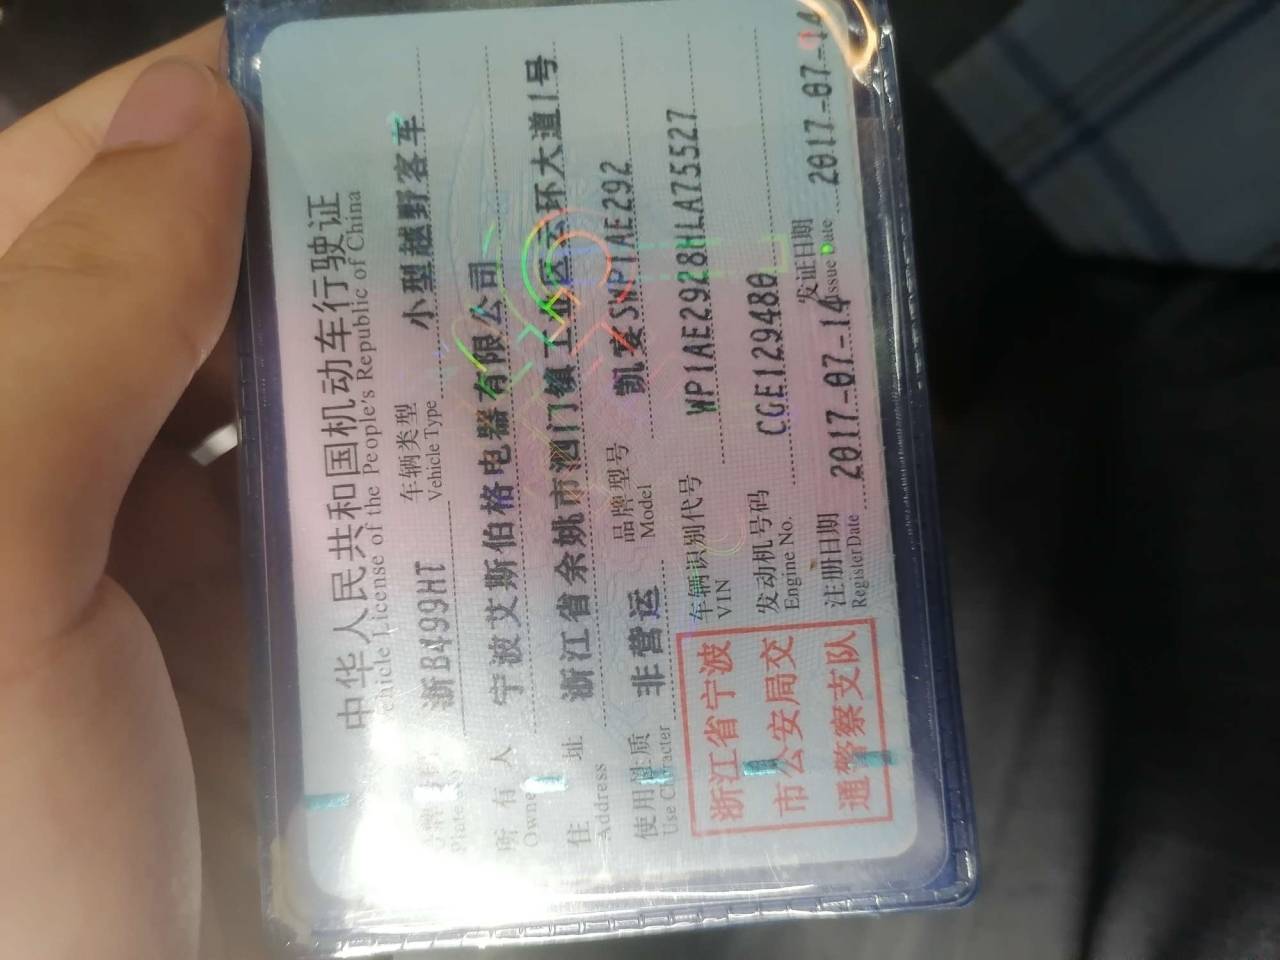 中华人民共和国机动车行驶证
Vehicle License of the People's Republic of China
浙B499HT
车辆类型 小型越野客车
Vehicle Type
所有人 宁波艾斯伯格电器有限公司
Owner
住址 浙江省余姚市泗门镇工业区云环大道1号
Address
使用性质 非营运 品牌型号 凯宴SWP1AE292
Use Character Model
车辆识别代号 WP1AE2928HLA75527
VIN
发动机号码 CGE129480
Engine No.
注册日期 2017-07-14 发证日期 2017-07-14
Register Date Issue Date
浙江省宁波
市公安局交
通警察支队